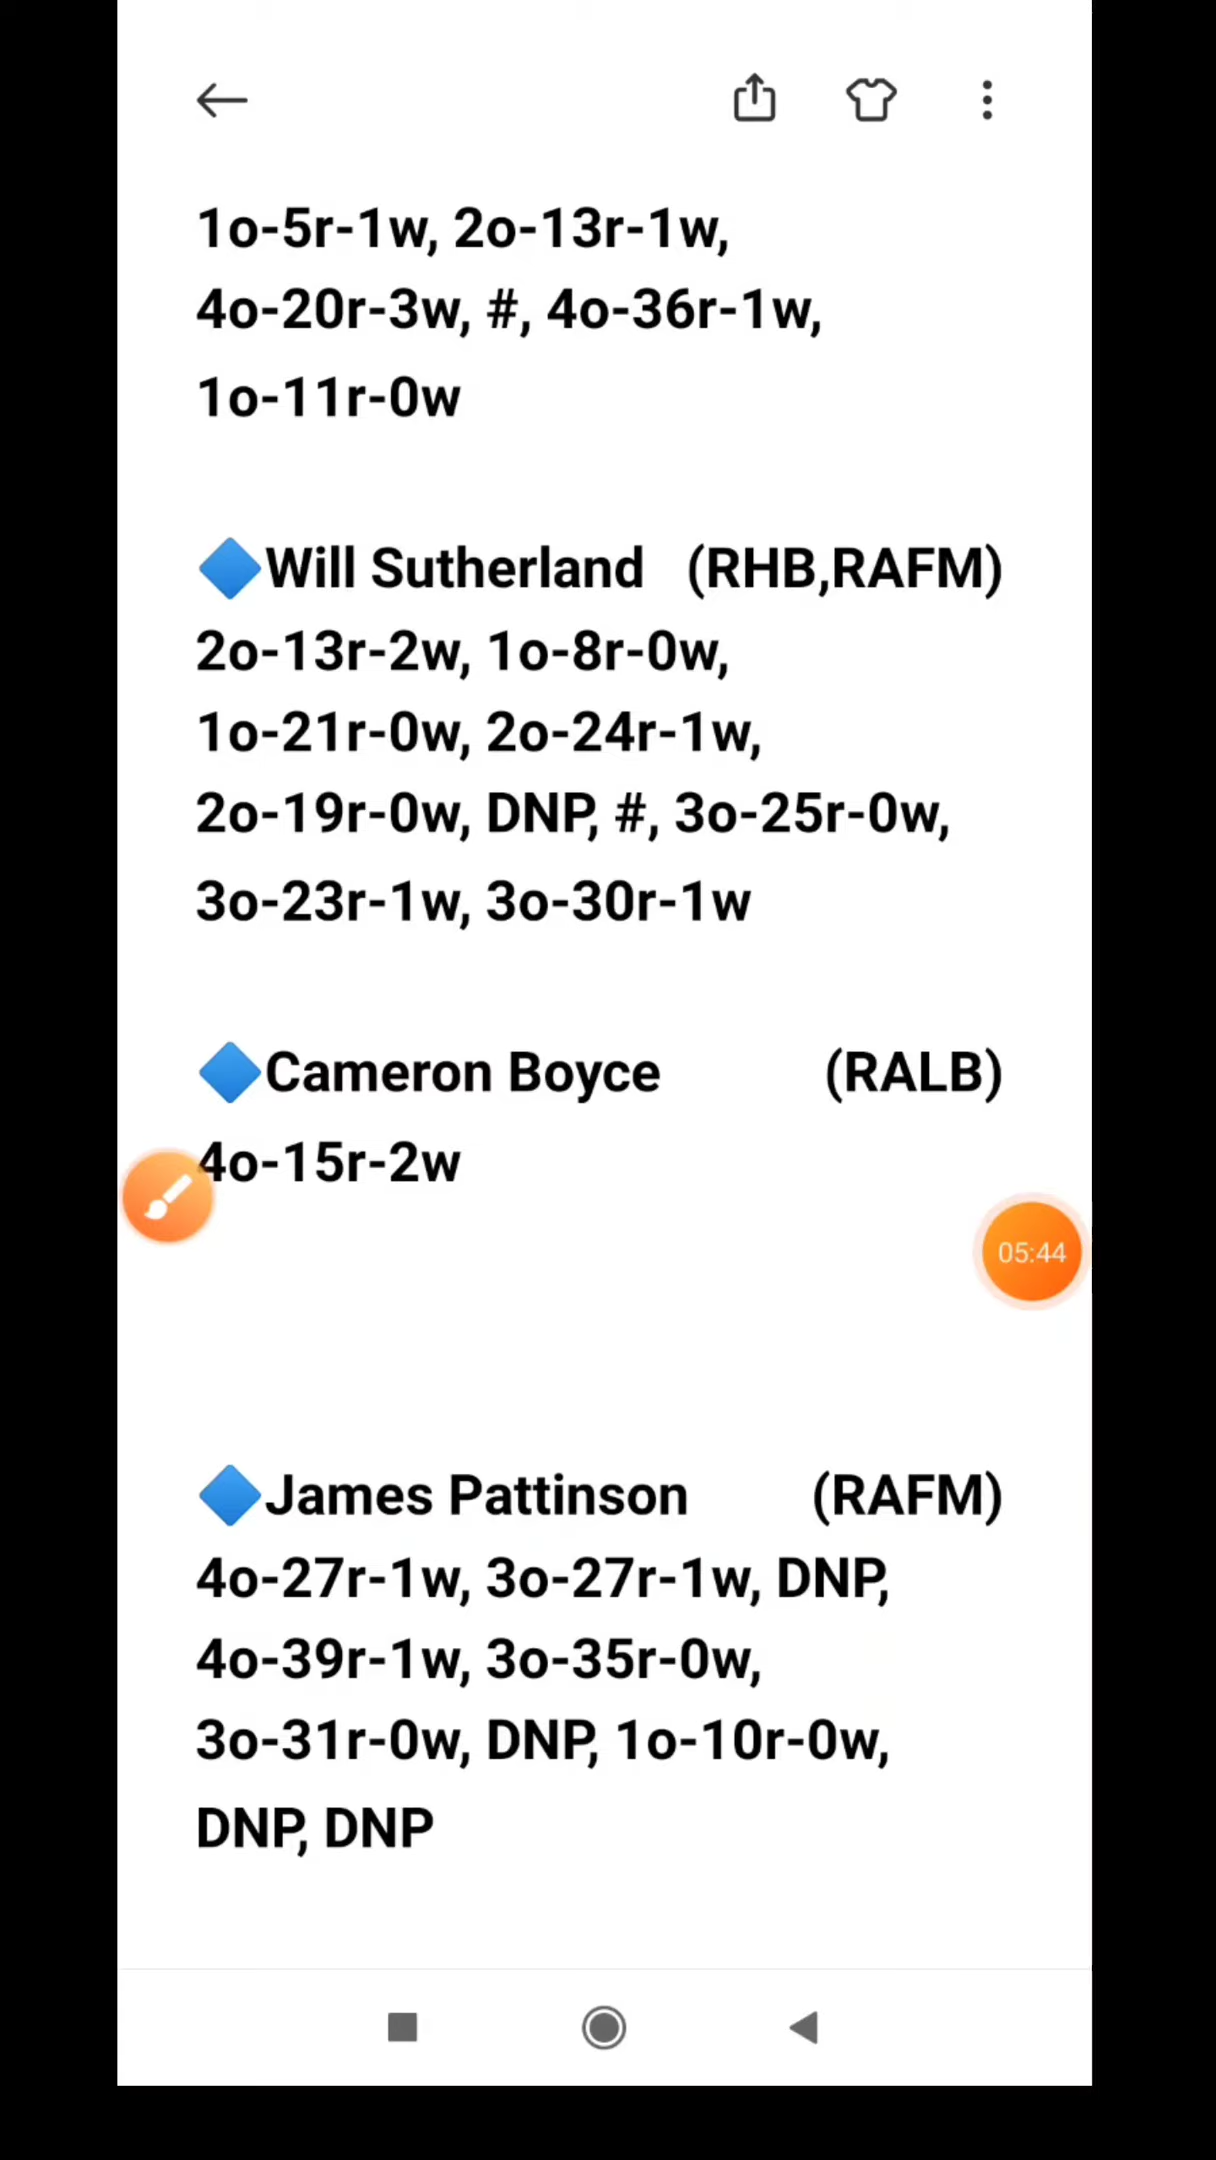 1o-5r-1w, 2o-13r-1w,
4o-20r-3w, #, 4o-36r-1w,
1o-11r-0w
Will Sutherland (RHB,RAFM)
2o-13r-2w, 1o-8r-0w,
1o-21r-0w, 2o-24r-1w,
2o-19r-0w, DNP, #, 3o-25r-0w,
3o-23r-1w, 3o-30r-1w
Cameron Boyce (RALB)
4o-15r-2w
05:44
James Pattinson (RAFM)
4o-27r-1w, 3o-27r-1w, DNP,
4o-39r-1w, 3o-35r-0w,
3o-31r-0w, DNP, 1o-10r-0w,
DNP, DNP